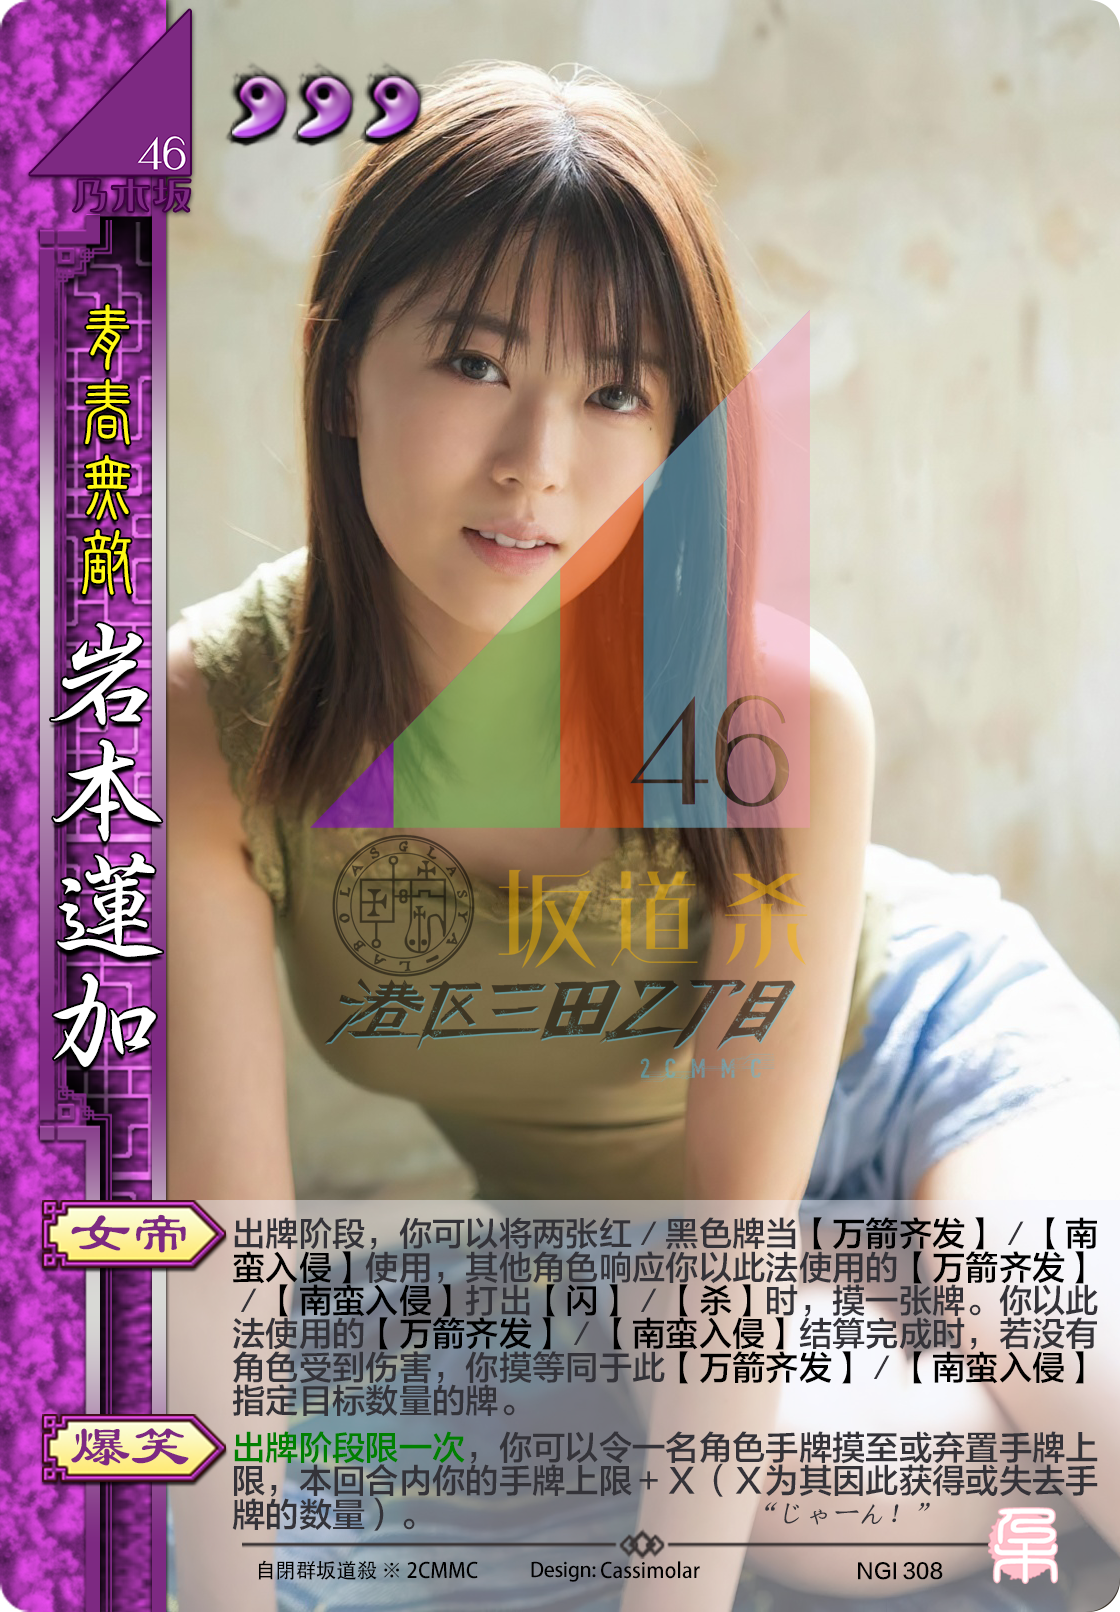 46
乃木坂
青春無敵
岩本蓮加
46
GLASYALABOLAS
坂道杀
港区三田2丁目
2CMMC
女帝
出牌阶段，你可以将两张红/黑色牌当【万箭齐发】/【南
蛮入侵】使用，其他角色响应你以此法使用的【万箭齐发】
/【南蛮入侵】打出【闪】/【杀】时，摸一张牌。你以此
法使用的【万箭齐发】/【南蛮入侵】结算完成时，若没有
角色受到伤害，你摸等同于此【万箭齐发】/【南蛮入侵】
指定目标数量的牌。
爆笑
出牌阶段限一次，你可以令一名角色手牌摸至或弃置手牌上
限，本回合内你的手牌上限+X（X为其因此获得或失去手
牌的数量）。
“じゃーん！”
自閉群坂道殺 ※ 2CMMC
Design: Cassimolar
NGI 308